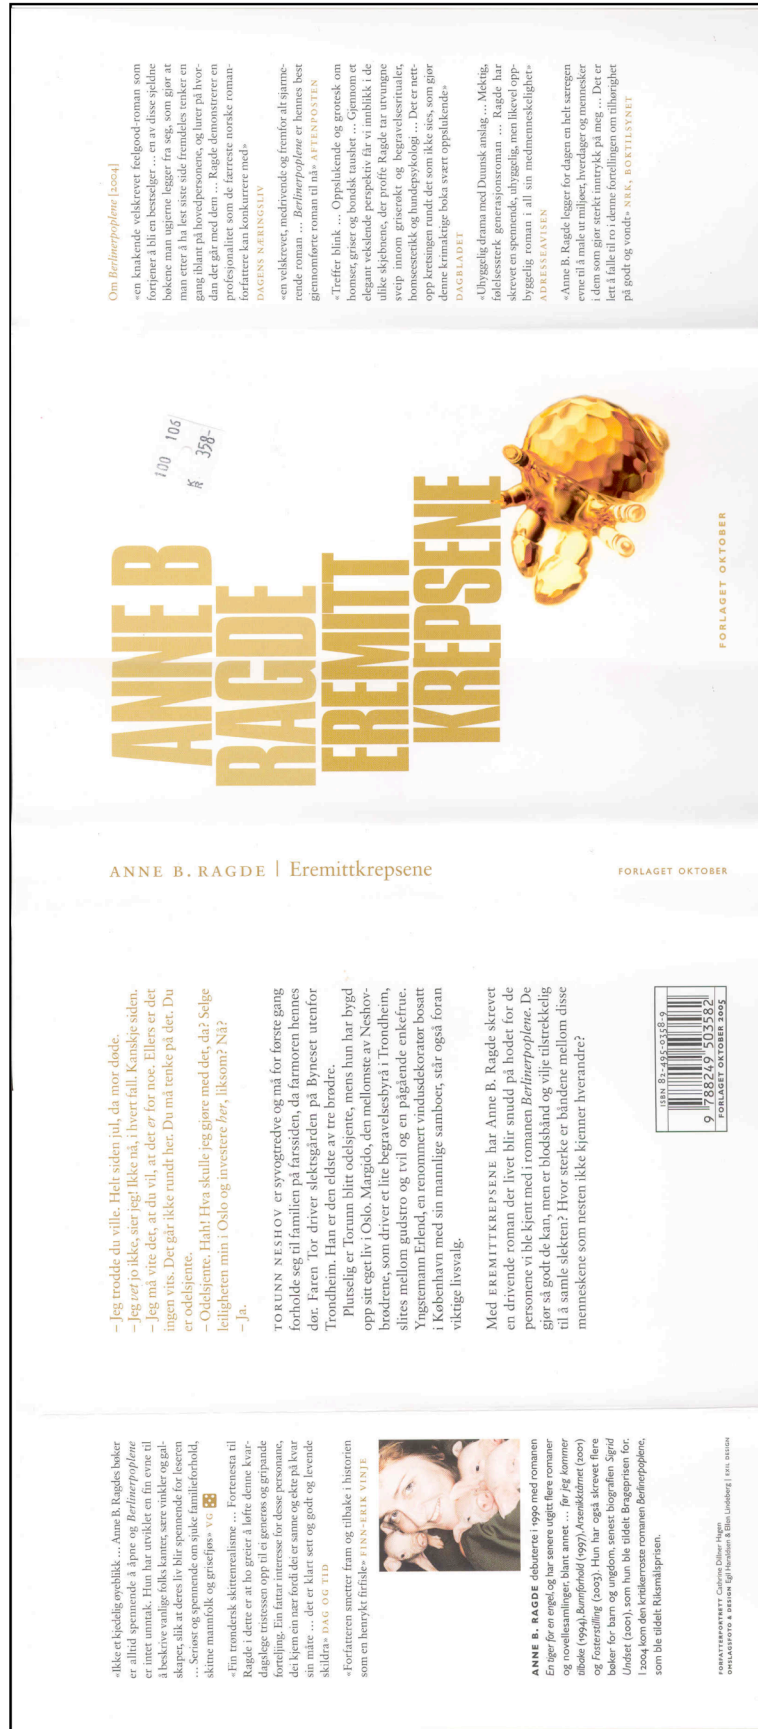 «Ikke et kjedelig øyeblikk … Anne B. Ragdes bøker
er alltid spennende å åpne og Berlinerpoplene
er intet unntak. Hun har utviklet en fin evne til
å beskrive vanlige folks kanter, sære vinkler og gal-
skaper, slik at deres liv blir spennende for leseren
… Seriøst og spennende om sjuke familieforhold,
skitne mannfolk og grisefjøs» VG
«Fin trøndersk skittenrealisme … Fortenesta til
Ragde i dette er at ho greier å løfte denne kvar-
dagslege tristessen opp til ei generøs og gripande
forteljing. Ein fattar interesse for desse personane,
dei kjem ein nær fordi dei er sanne og ekte på kvar
sin måte … det er klart sett og godt og levende
skildra» DAG OG TID
«Forfatteren smetter fram og tilbake i historien
som en henrykt firfisle» FINN-ERIK VINJE
ANNE B. RAGDE debuterte i 1990 med romanen
En tiger for en engel, og har senere utgitt flere romaner
og novellesamlinger, blant annet … før jeg kommer
tilbake (1994), Bunnforhold (1997), Arsenikktårnet (2001)
og Fosterstilling (2003). Hun har også skrevet flere
bøker for barn og ungdom, senest biografien Sigrid
Undset (2001), som hun ble tildelt Brageprisen for.
I 2004 kom den kritikerroste romanen Berlinerpoplene,
som ble tildelt Riksmålsprisen.
FORFATTERPORTRETT Cathrine Dillner Hagen
OMSLAGSFOTO & DESIGN Egil Haraldsen & Ellen Lindeberg | EXIL DESIGN
– Jeg trodde du ville. Helt siden jul, da mor døde.
– Jeg vet jo ikke, sier jeg! Ikke nå, i hvert fall. Kanskje siden.
– Jeg må vite det, at du vil, at det er for noe. Ellers er det
ingen vits. Det går ikke rundt her. Du må tenke på det. Du
er odelsjente.
– Odelsjente. Hah! Hva skulle jeg gjøre med det, da? Selge
leiligheten min i Oslo og investere her, liksom? Nå?
– Ja.
TORUNN NESHOV er syvogtredve og må for første gang
forholde seg til familien på farssiden, da farmoren hennes
dør. Faren Tor driver slektsgården på Byneset utenfor
Trondheim. Han er den eldste av tre brødre.
Plutselig er Torunn blitt odelsjente, mens hun har bygd
opp sitt eget liv i Oslo. Margido, den mellomste av Neshov-
brødrene, som driver et lite begravelsesbyrå i Trondheim,
slites mellom gudstro og tvil og en pågående enkefrue.
Yngstemann Erlend, en renommert vindusdekoratør bosatt
i København med sin mannlige samboer, står også foran
viktige livsvalg.
Med EREMITTKREPSENE har Anne B. Ragde skrevet
en drivende roman der livet blir snudd på hodet for de
personene vi ble kjent med i romanen Berlinerpoplene. De
gjør så godt de kan, men er blodsbånd og vilje tilstrekkelig
til å samle slekten? Hvor sterke er båndene mellom disse
menneskene som nesten ikke kjenner hverandre?
ISBN 82-495-0358-9
9 788249 503582
FORLAGET OKTOBER 2005
ANNE B. RAGDE | Eremittkrepsene
FORLAGET OKTOBER
100 106
358-
ANNE B
RAGDE
EREMITT
KREPSENE
FORLAGET OKTOBER
Om Berlinerpoplene [2004]
«en knakende velskrevet feelgood-roman som
fortjener å bli en bestselger … en av disse sjeldne
bøkene man ugjerne legger fra seg, som gjør at
man etter å ha lest siste side fremdeles tenker en
gang iblant på hovedpersonene, og lurer på hvor-
dan det går med dem … Ragde demonstrerer en
profesjonalitet som de færreste norske roman-
forfattere kan konkurrere med»
DAGENS NÆRINGSLIV
«en velskrevet, medrivende og fremfor alt sjarme-
rende roman … Berlinerpoplene er hennes best
gjennomførte roman til nå» AFTENPOSTEN
«Treffer blink … Oppslukende og grotesk om
homser, griser og bondsk taushet … Gjennom et
elegant vekslende perspektiv får vi innblikk i de
ulike skjebnene, der proffe Ragde tar utvungne
sveip innom griserøkt og begravelsesritualer,
homseestetikk og hundepsykologi … Det er nett-
opp kretsingen rundt det som ikke sies, som gjør
denne krimaktige boka svært oppslukende»
DAGBLADET
«Uhyggelig drama med Duunsk anslag … Mektig,
følelsessterk generasjonsroman … Ragde har
skrevet en spennende, uhyggelig, men likevel opp-
byggelig roman i all sin medmenneskelighet»
ADRESSEAVISEN
«Anne B. Ragde legger for dagen en helt særegen
evne til å male ut miljøer, hverdager og mennesker
i dem som gjør sterkt inntrykk på meg … Det er
lett å falle til ro i denne fortellingen om tilhørighet
på godt og vondt» NRK, BOKTILSYNET